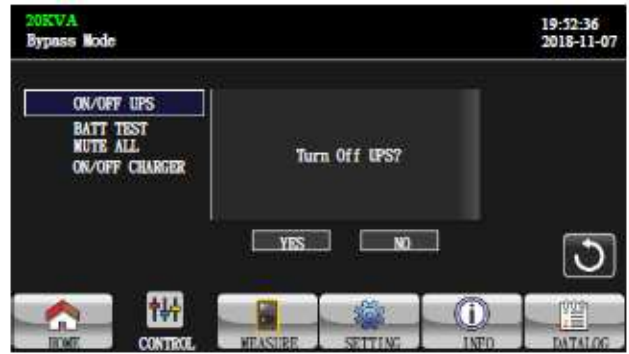 20KVA
Bypass Mode
19:52:36
2018-11-07
ON/OFF UPS
BATT TEST
MUTE ALL
ON/OFF CHARGER
Turn Off UPS?
YES
NO
HOME
CONTROL
MEASURE
SETTING
INFO
DATALOG